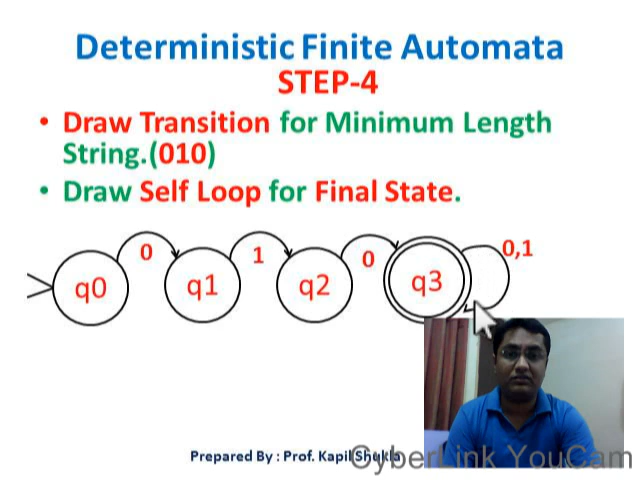 Deterministic Finite Automata
STEP-4
• Draw Transition for Minimum Length
String.(010)
• Draw Self Loop for Final State.
0 1 0 0,1
q0 q1 q2 q3
Prepared By : Prof. Kapil Shukla
CyberLink YouCam